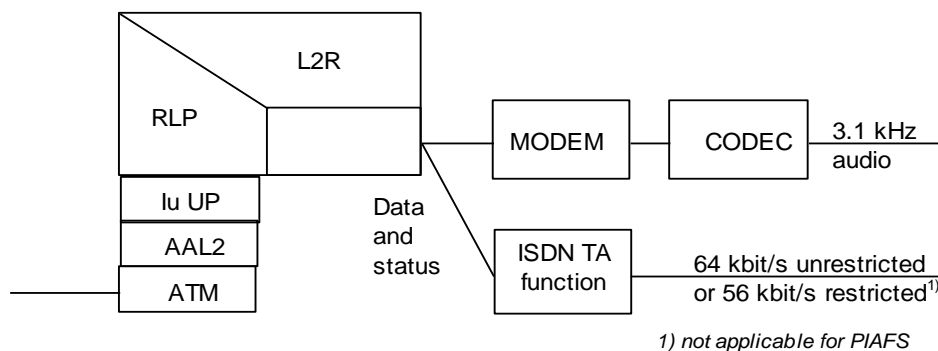 L2R
RLP
MODEM
CODEC
3.1 kHz
audio
Iu UP
AAL2
ATM
Data
and
status
ISDN TA
function
64 kbit/s unrestricted
or 56 kbit/s restricted1)
1) not applicable for PIAFS